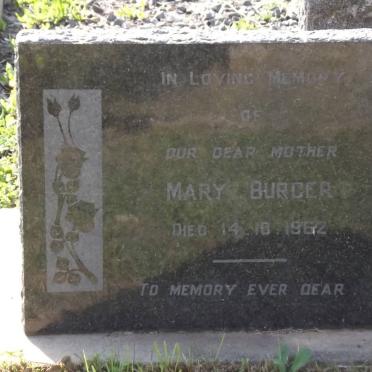 IN LOVING MEMORY
OF
OUR DEAR MOTHER
MARY BURGER
DIED 14.10.1962
TO MEMORY EVER DEAR